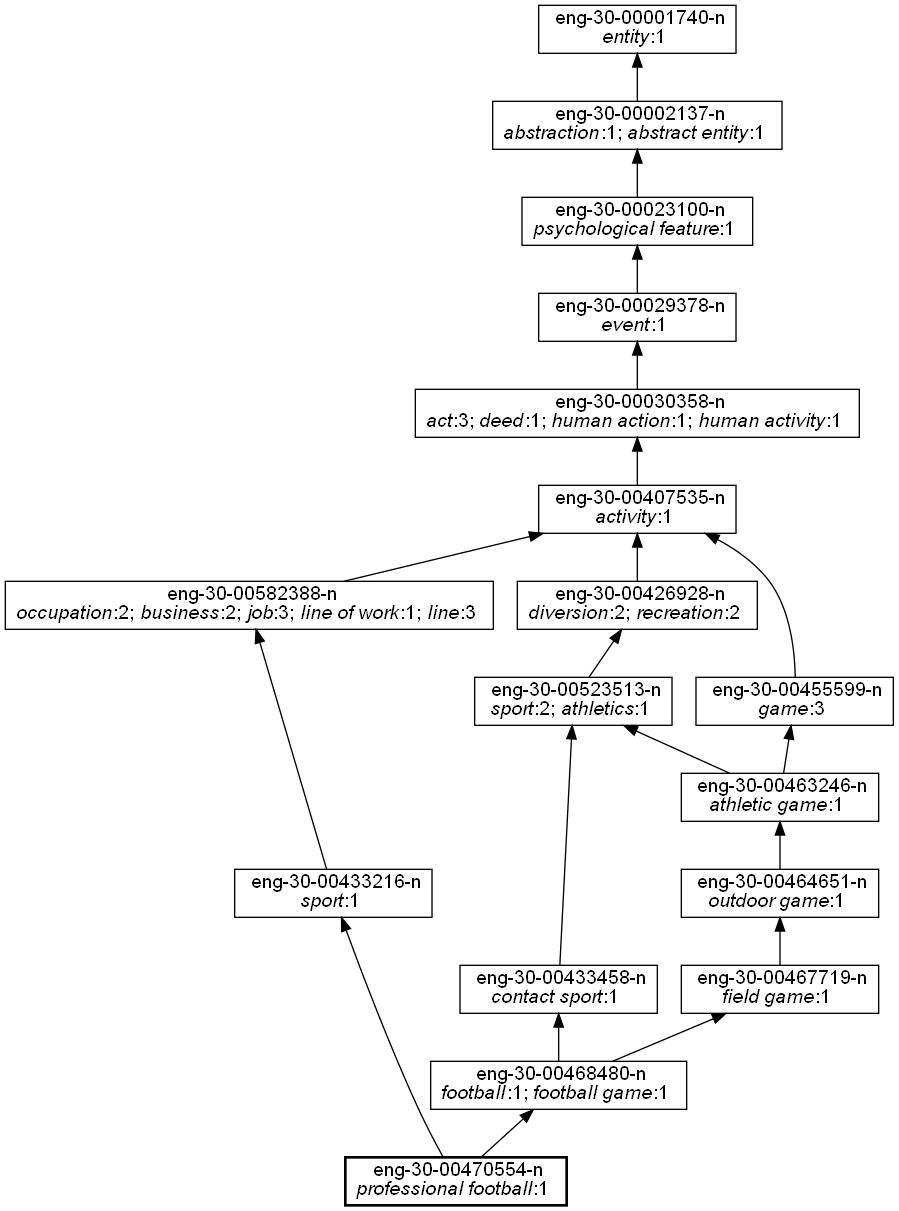 eng-30-00001740-n
entity:1
eng-30-00002137-n
abstraction:1; abstract entity:1
eng-30-00023100-n
psychological feature:1
eng-30-00029378-n
event:1
eng-30-00030358-n
act:3; deed:1; human action:1; human activity:1
eng-30-00407535-n
activity:1
eng-30-00582388-n
occupation:2; business:2; job:3; line of work:1; line:3
eng-30-00426928-n
diversion:2; recreation:2
eng-30-00523513-n
sport:2; athletics:1
eng-30-00455599-n
game:3
eng-30-00463246-n
athletic game:1
eng-30-00433216-n
sport:1
eng-30-00464651-n
outdoor game:1
eng-30-00433458-n
contact sport:1
eng-30-00467719-n
field game:1
eng-30-00468480-n
football:1; football game:1
eng-30-00470554-n
professional football:1